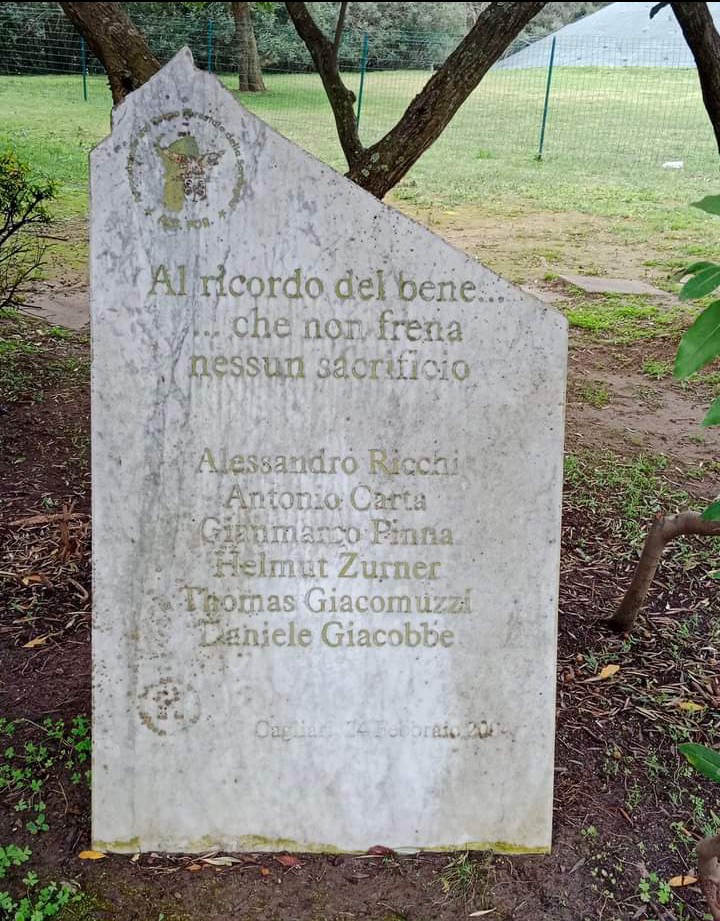 Al ricordo del bene...
... che non frena
nessun sacrificio
Alessandro Ricchi
Antonio Carta
Gianmarco Pinna
Helmut Zurner
Thomas Giacomuzzi
Daniele Giacobbe
Cagliari, 24 Febbraio